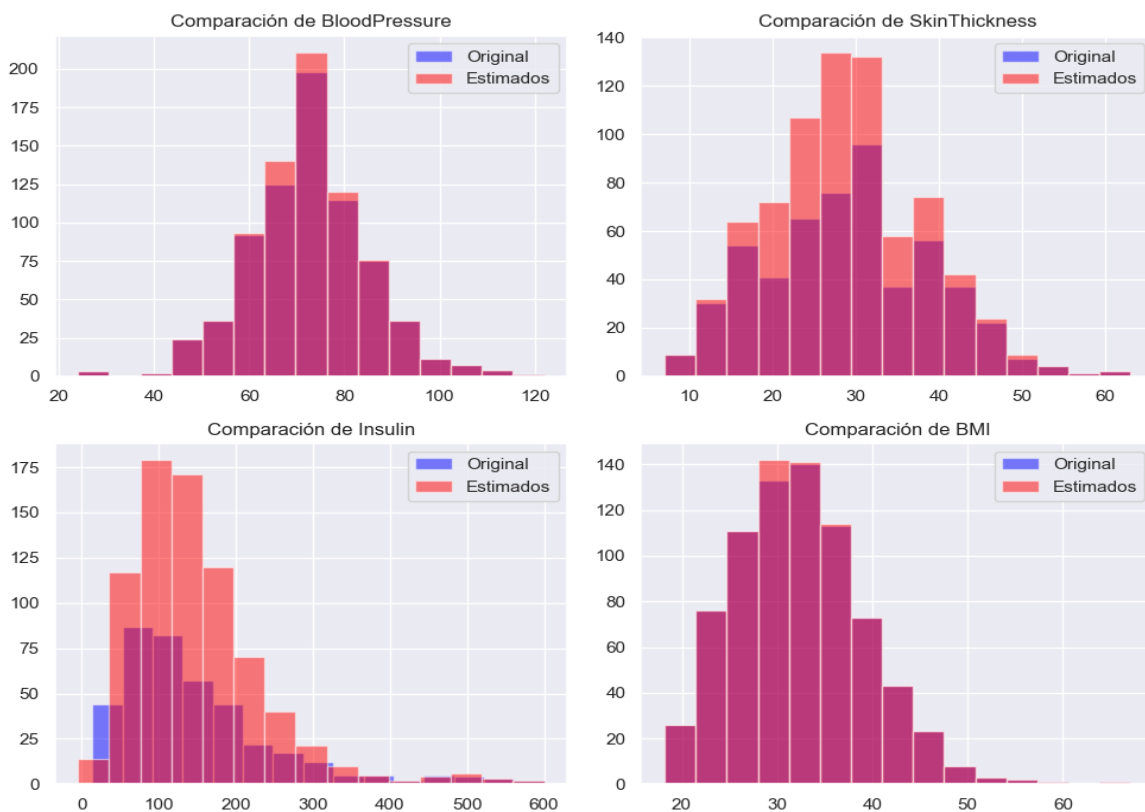 Comparación de BloodPressure
Original
Estimados
200
175
150
125
100
75
50
25
0
20 40 60 80 100 120
Comparación de SkinThickness
Original
Estimados
140
120
100
80
60
40
20
0
10 20 30 40 50 60
Comparación de Insulin
Original
Estimados
175
150
125
100
75
50
25
0
0 100 200 300 400 500 600
Comparación de BMI
Original
Estimados
140
120
100
80
60
40
20
0
20 30 40 50 60